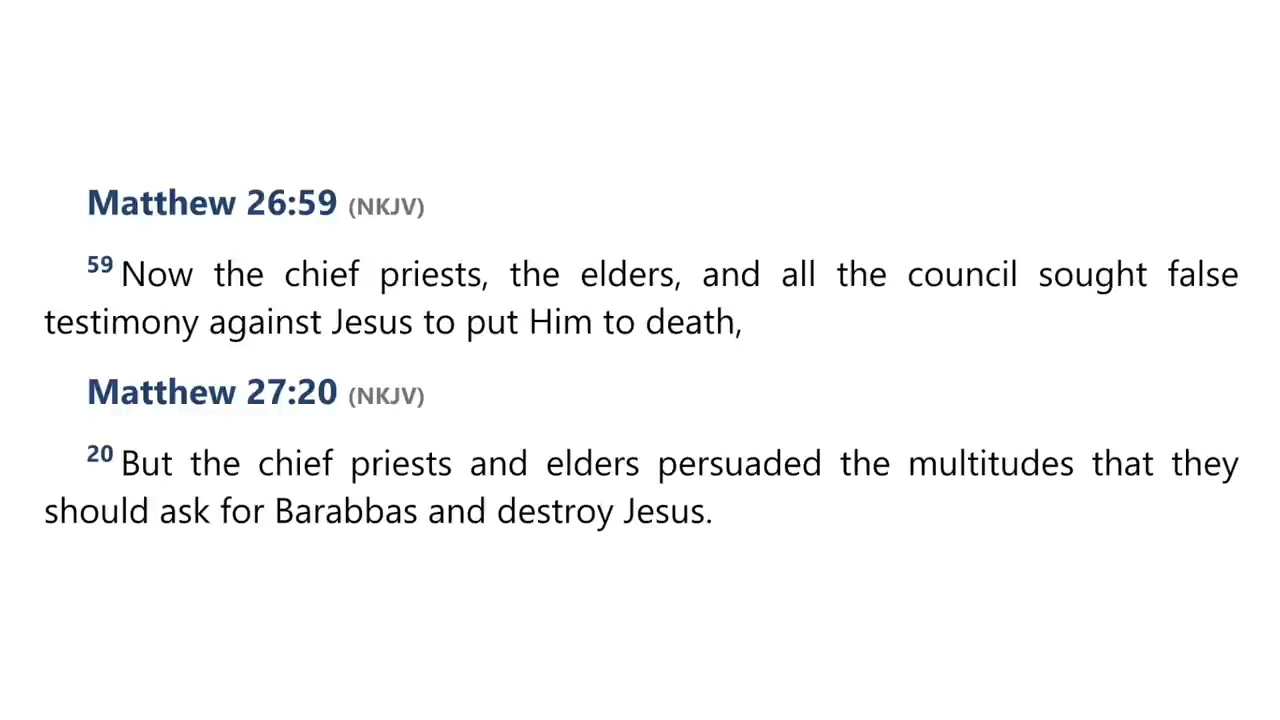 Matthew 26:59 (NKJV)
59 Now the chief priests, the elders, and all the council sought false
testimony against Jesus to put Him to death,
Matthew 27:20 (NKJV)
20 But the chief priests and elders persuaded the multitudes that they
should ask for Barabbas and destroy Jesus.